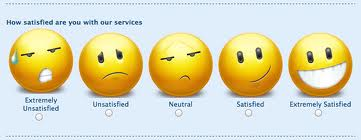 How satisfied are you with our services
Extremely Unsatisfied
Unsatisfied
Neutral
Satisfied
Extremely Satisfied